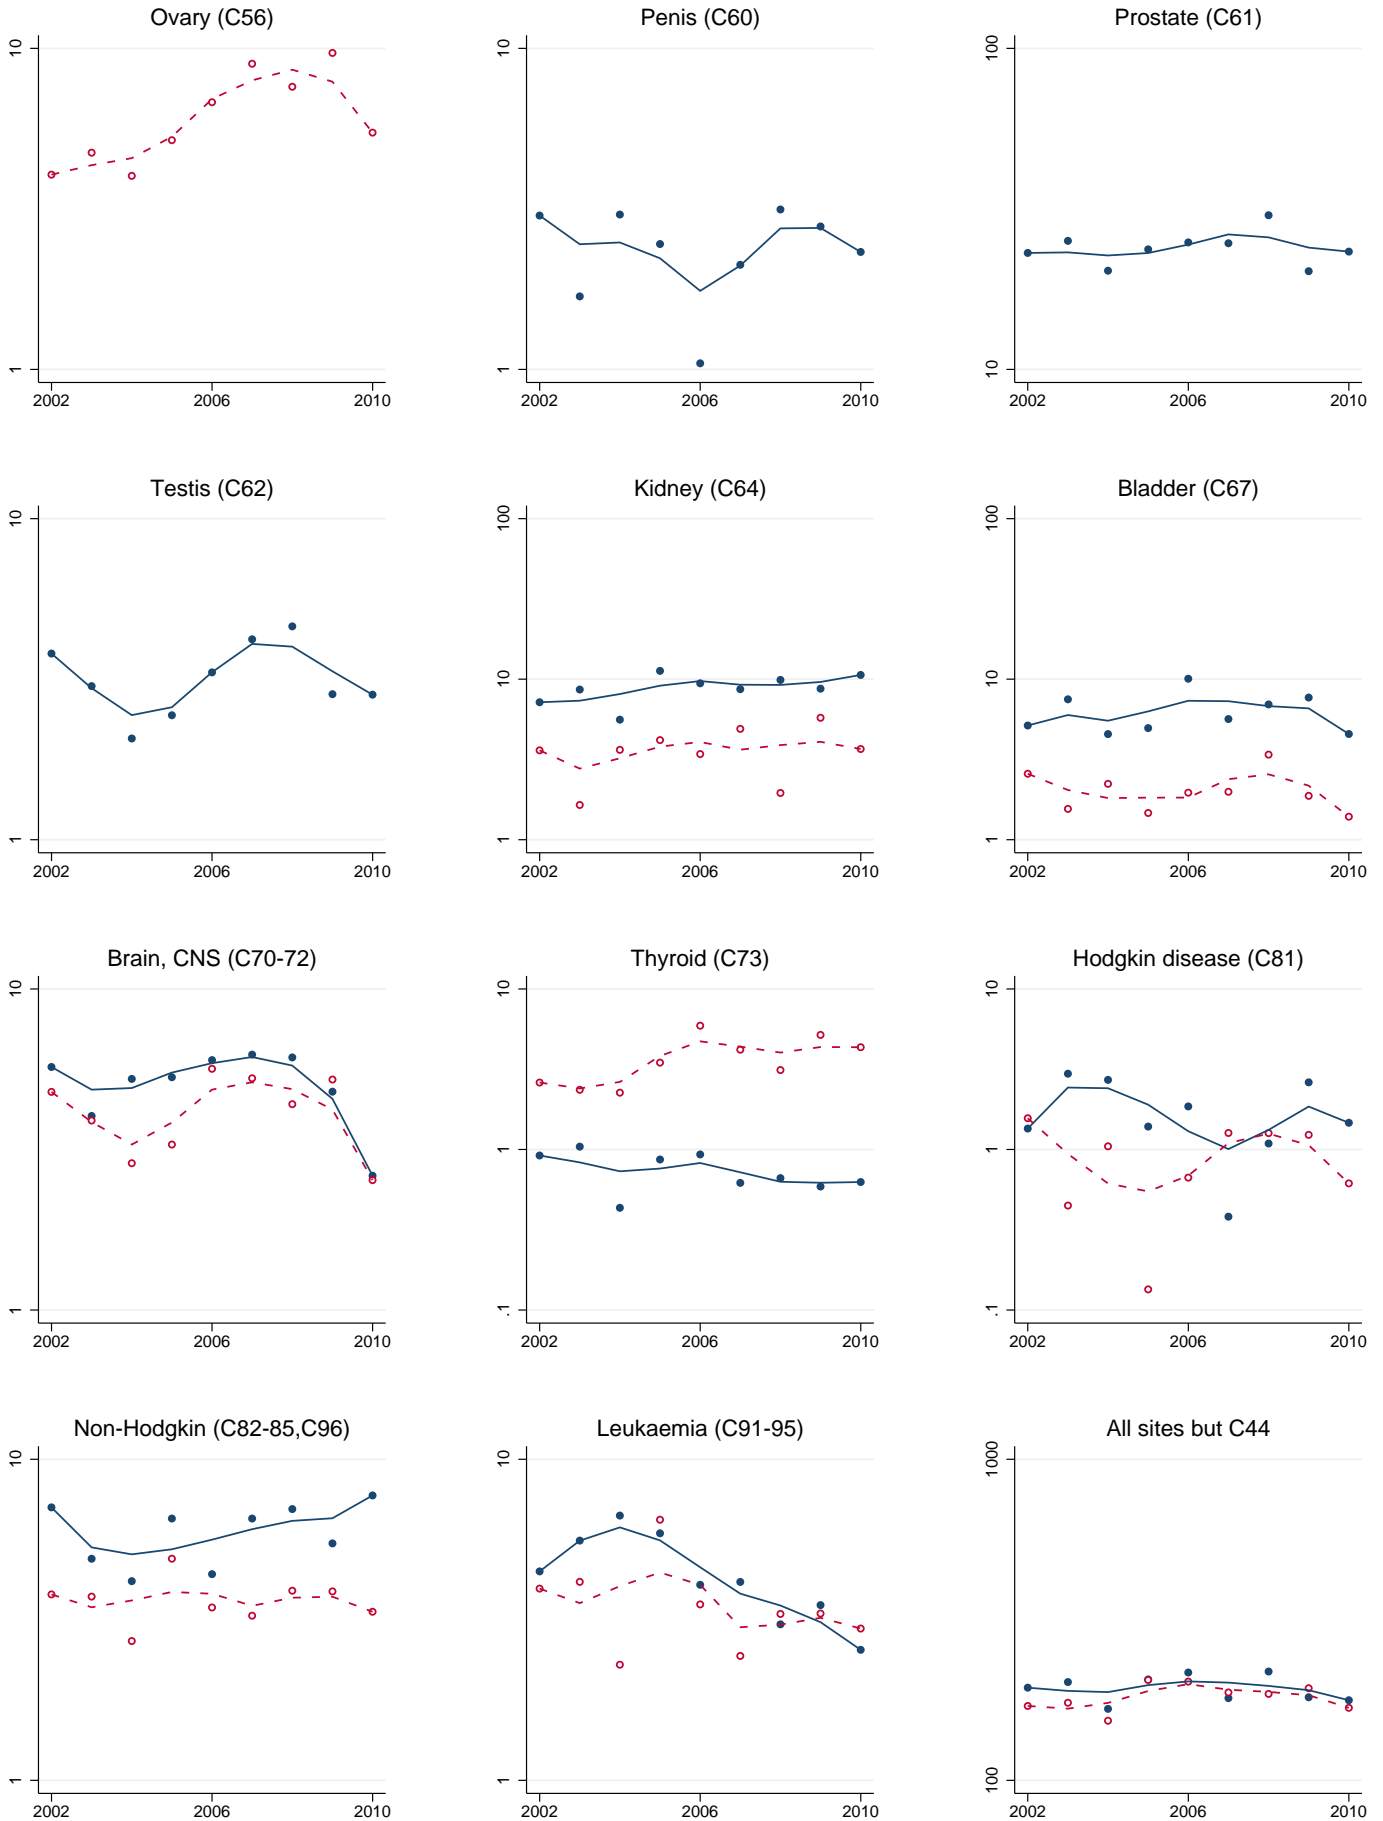 Ovary (C56)
10
1
2002 2006 2010
Penis (C60)
10
1
2002 2006 2010
Prostate (C61)
100
10
2002 2006 2010
Testis (C62)
10
1
2002 2006 2010
Kidney (C64)
100
10
1
2002 2006 2010
Bladder (C67)
100
10
1
2002 2006 2010
Brain, CNS (C70-72)
10
1
2002 2006 2010
Thyroid (C73)
10
1
.1
2002 2006 2010
Hodgkin disease (C81)
10
1
.1
2002 2006 2010
Non-Hodgkin (C82-85,C96)
10
1
2002 2006 2010
Leukaemia (C91-95)
10
1
2002 2006 2010
All sites but C44
1000
100
2002 2006 2010